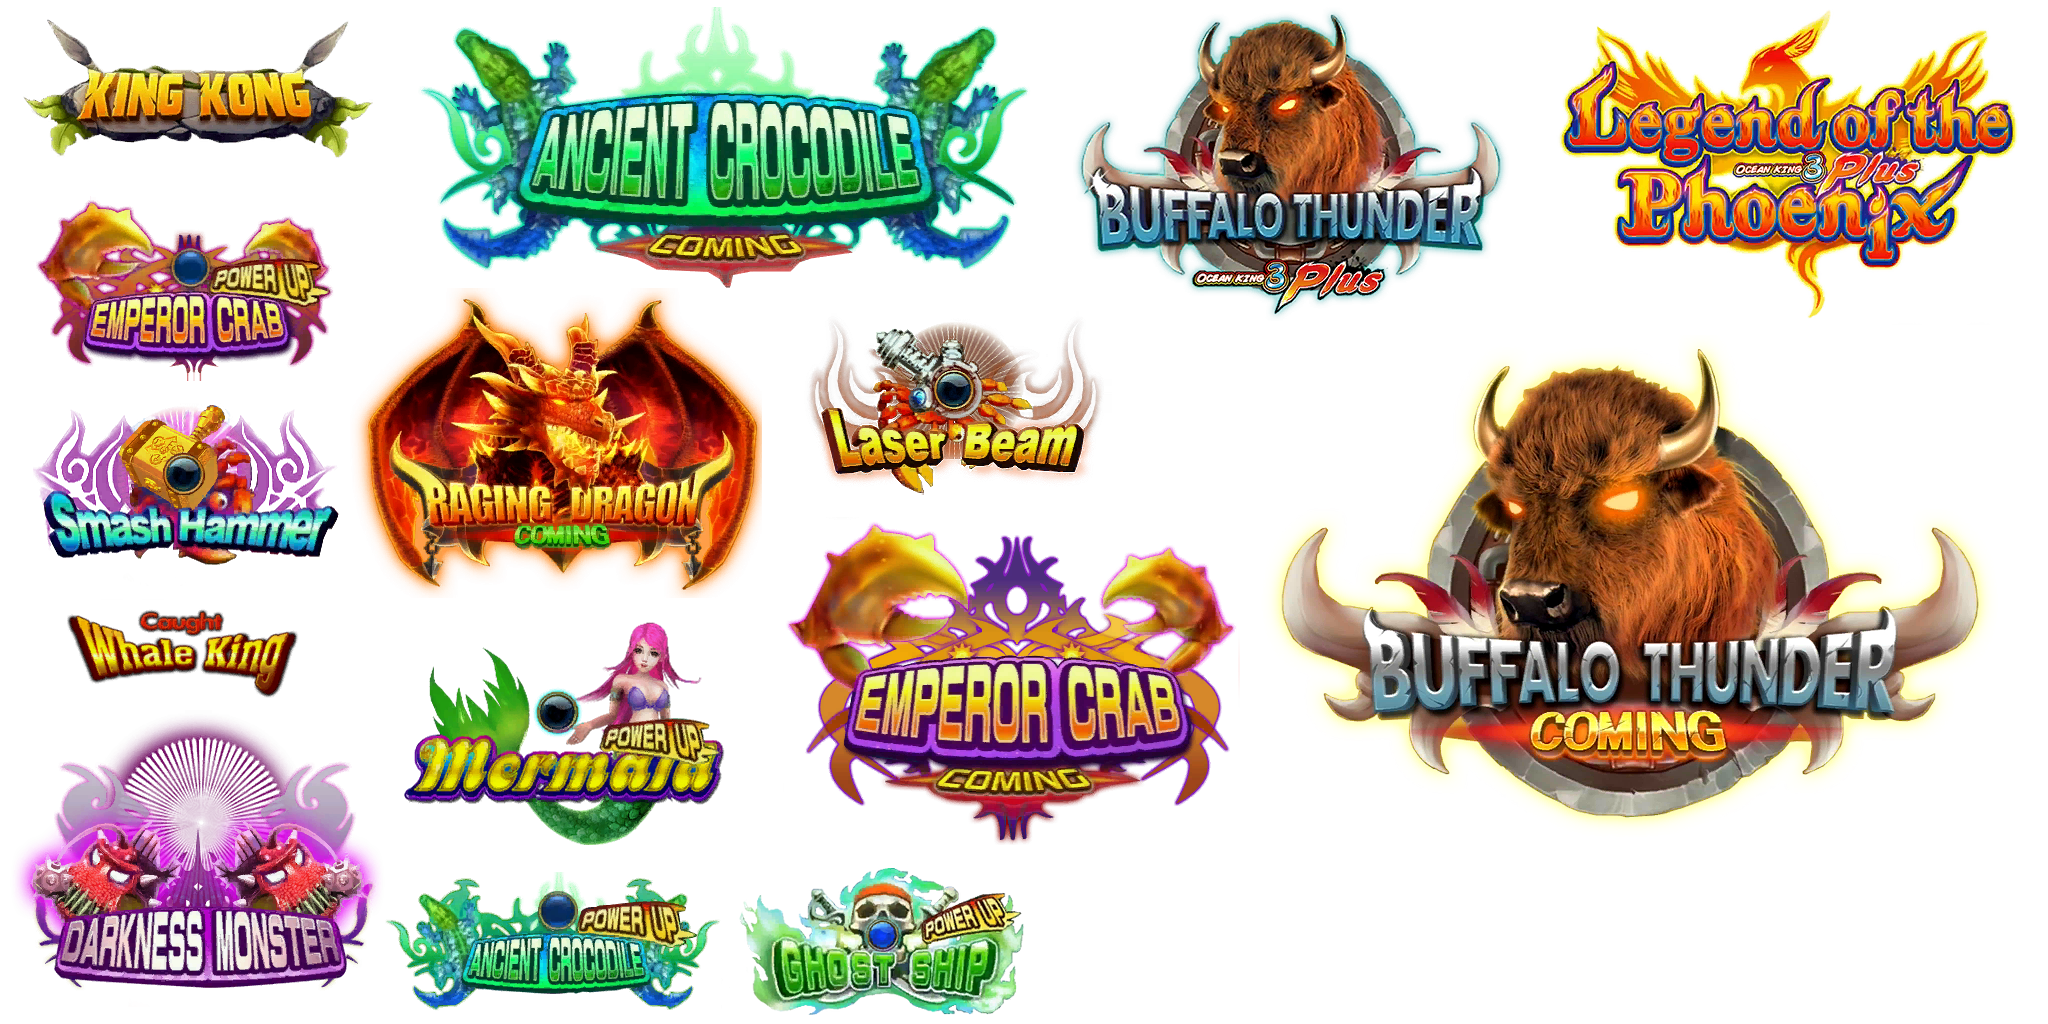 KING KONG
ANCIENT CROCODILE
COMING
BUFFALO THUNDER
OCEAN KING 3 Plus
Legend of the
OCEAN KING 3 Plus
Phoenix
POWER UP
EMPEROR CRAB
RAGING DRAGON
COMING
Laser Beam
Smash Hammer
EMPEROR CRAB
COMING
BUFFALO THUNDER
COMING
Caught
Whale King
POWER UP
Mermaid
DARKNESS MONSTER
POWER UP
ANCIENT CROCODILE
POWER UP
GHOST SHIP